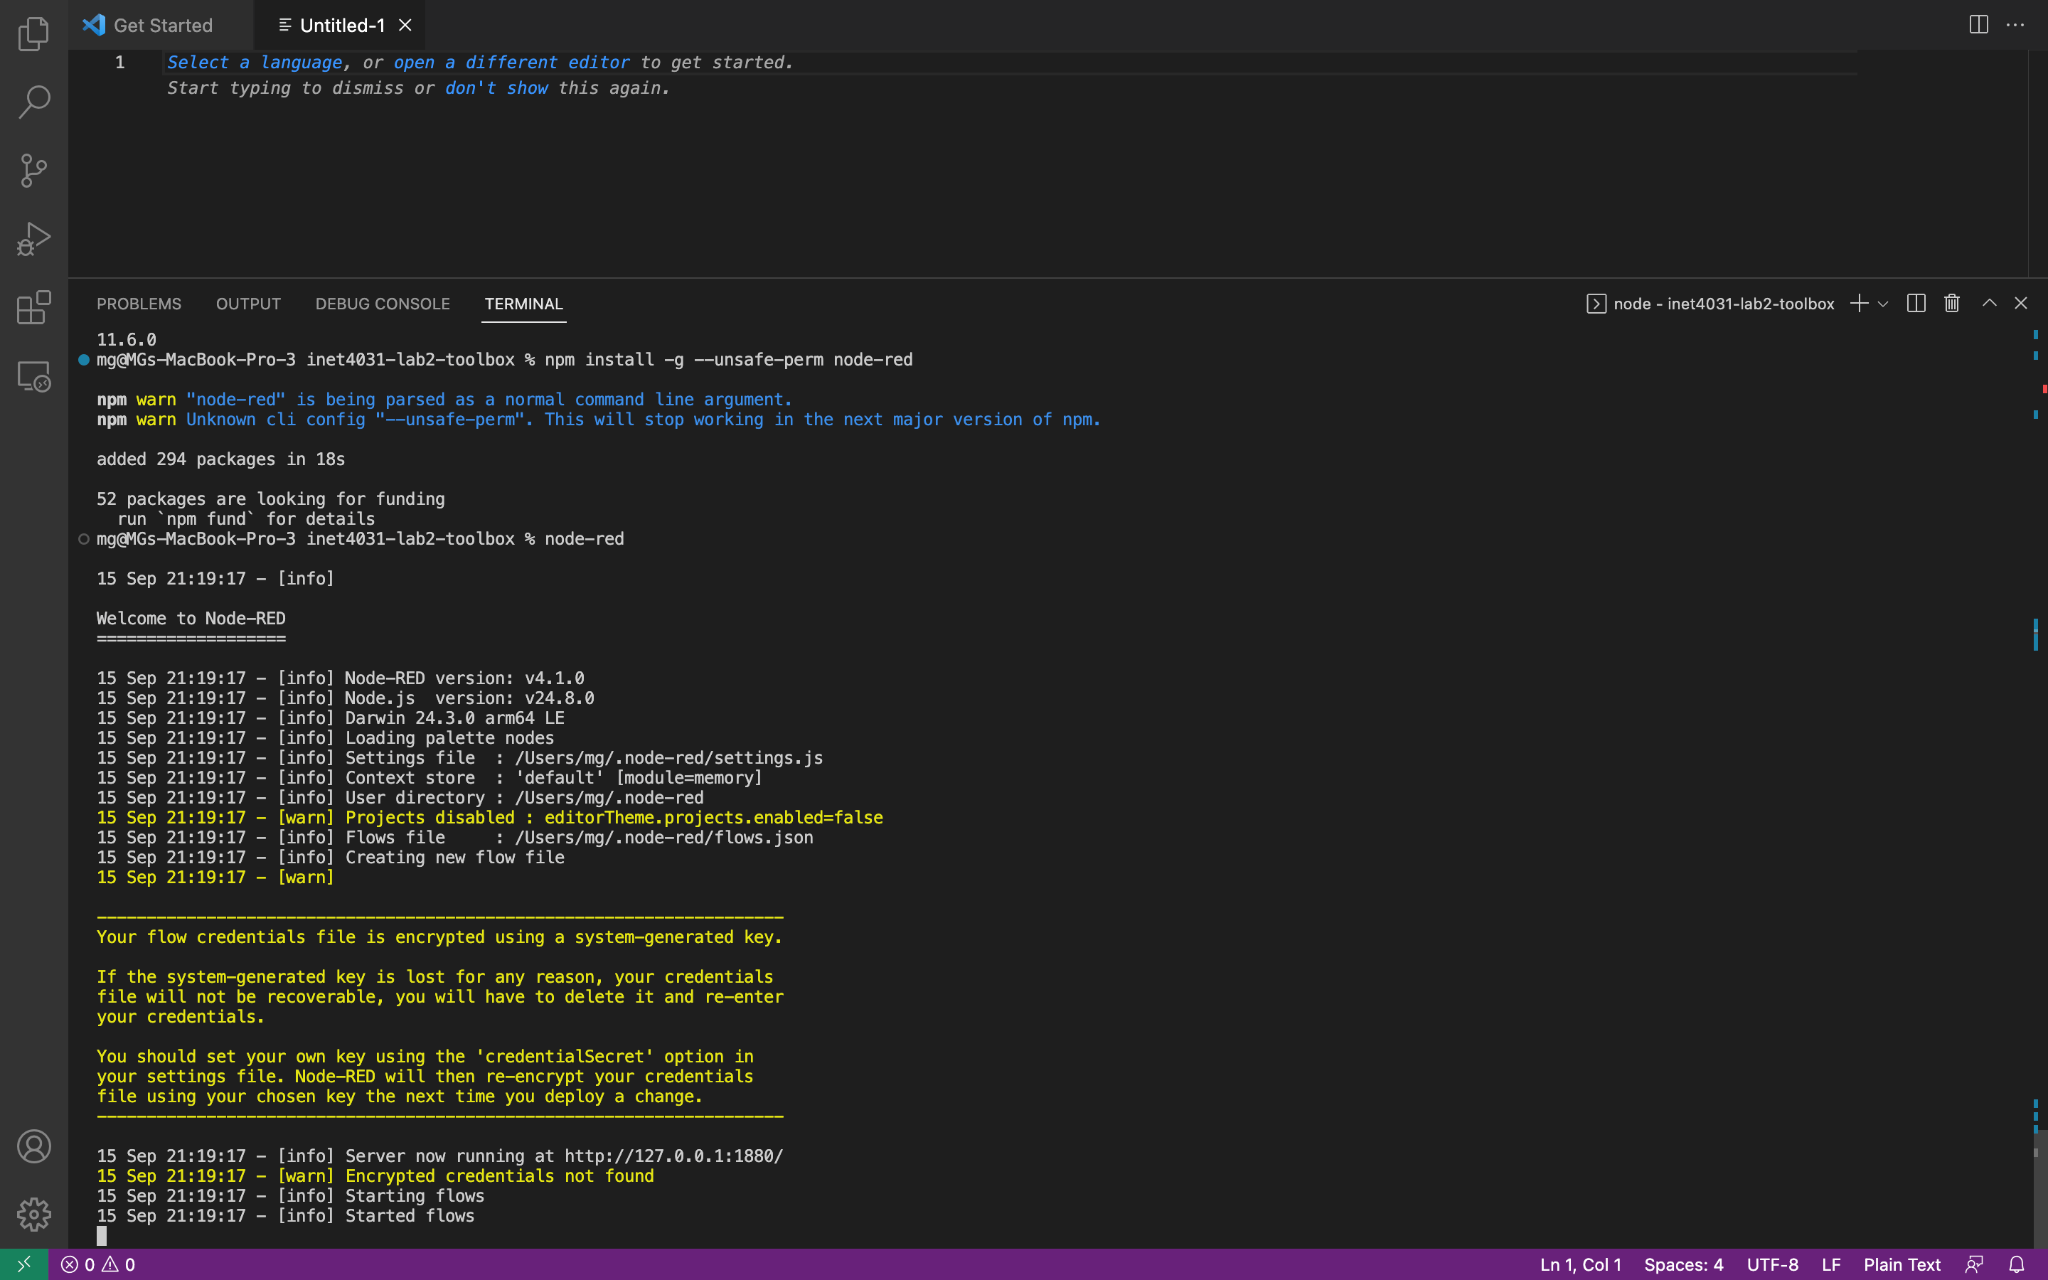 Get Started
Untitled-1
1 Select a language, or open a different editor to get started.
Start typing to dismiss or don't show this again.
PROBLEMS OUTPUT DEBUG CONSOLE TERMINAL
node - inet4031-lab2-toolbox
11.6.0
mg@MGs-MacBook-Pro-3 inet4031-lab2-toolbox % npm install -g --unsafe-perm node-red
npm warn "node-red" is being parsed as a normal command line argument.
npm warn Unknown cli config "--unsafe-perm". This will stop working in the next major version of npm.
added 294 packages in 18s
52 packages are looking for funding
run `npm fund` for details
mg@MGs-MacBook-Pro-3 inet4031-lab2-toolbox % node-red
15 Sep 21:19:17 - [info]
Welcome to Node-RED
===================
15 Sep 21:19:17 - [info] Node-RED version: v4.1.0
15 Sep 21:19:17 - [info] Node.js  version: v24.8.0
15 Sep 21:19:17 - [info] Darwin 24.3.0 arm64 LE
15 Sep 21:19:17 - [info] Loading palette nodes
15 Sep 21:19:17 - [info] Settings file  : /Users/mg/.node-red/settings.js
15 Sep 21:19:17 - [info] Context store  : 'default' [module=memory]
15 Sep 21:19:17 - [info] User directory : /Users/mg/.node-red
15 Sep 21:19:17 - [warn] Projects disabled : editorTheme.projects.enabled=false
15 Sep 21:19:17 - [info] Flows file     : /Users/mg/.node-red/flows.json
15 Sep 21:19:17 - [info] Creating new flow file
15 Sep 21:19:17 - [warn]
---------------------------------------------------------------------
Your flow credentials file is encrypted using a system-generated key.
If the system-generated key is lost for any reason, your credentials
file will not be recoverable, you will have to delete it and re-enter
your credentials.
You should set your own key using the 'credentialSecret' option in
your settings file. Node-RED will then re-encrypt your credentials
file using your chosen key the next time you deploy a change.
---------------------------------------------------------------------
15 Sep 21:19:17 - [info] Server now running at http://127.0.0.1:1880/
15 Sep 21:19:17 - [warn] Encrypted credentials not found
15 Sep 21:19:17 - [info] Starting flows
15 Sep 21:19:17 - [info] Started flows
0 0 Ln 1, Col 1 Spaces: 4 UTF-8 LF Plain Text